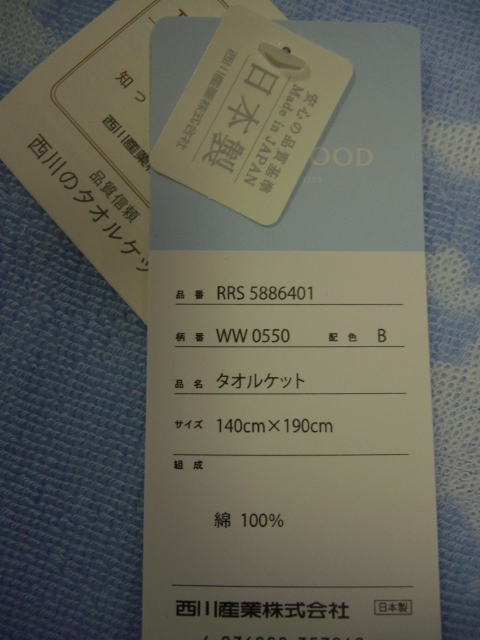 知っ
西川産業株
品質信頼
西川のタオルケッ
安心の品質基準
Made in JAPAN
日本製
西川産業株式会社
OOD
品番 RRS 5886401
柄番 WW 0550 配色 B
品名 タオルケット
サイズ 140cm×190cm
組成
綿 100%
西川産業株式会社 日本製